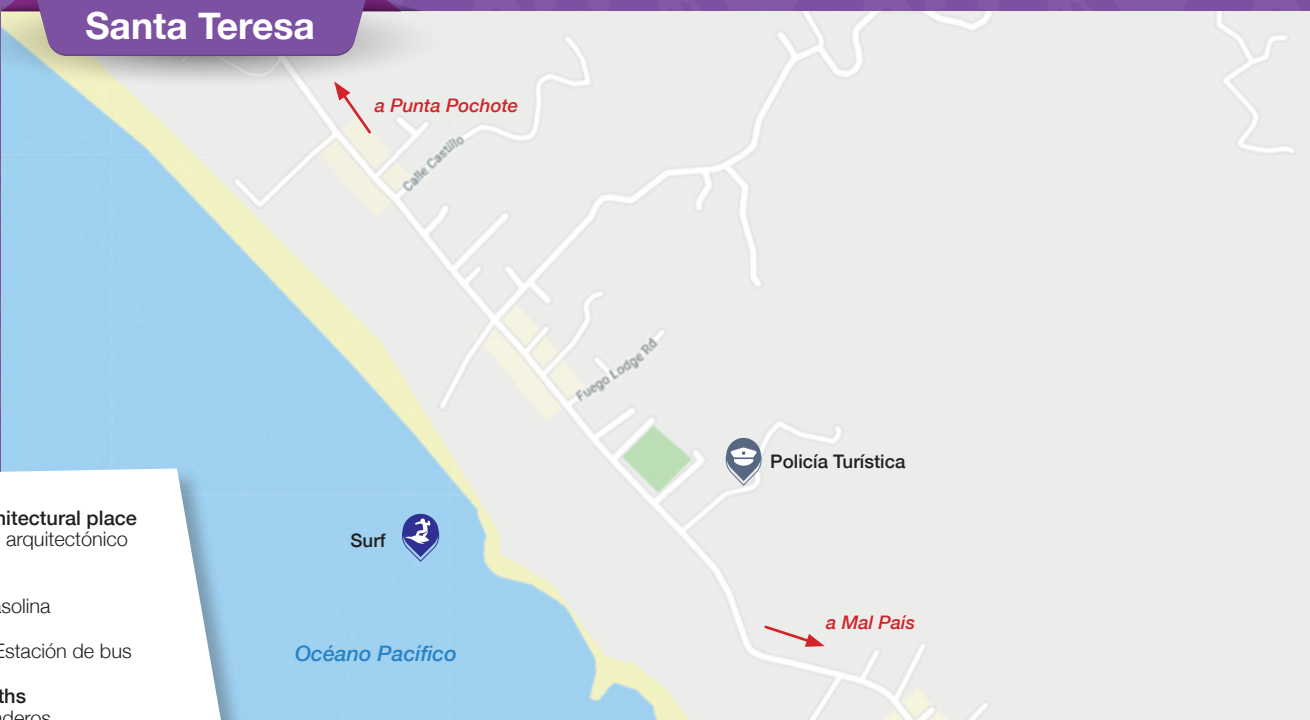 Santa Teresa
a Punta Pochote
Calle Castillo
Fuego Lodge Rd
Policía Turística
Surf
a Mal País
Océano Pacífico
hitectural place
arquitectónico
asolina
Estación de bus
ths
deros